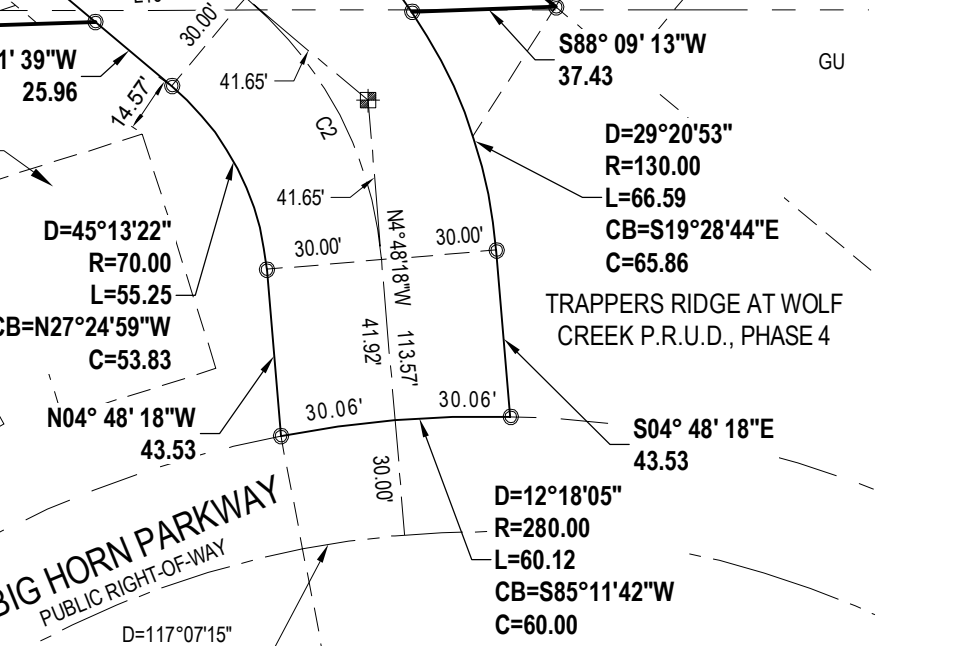 30.00'
S88° 09' 13"W
37.43
GU
1' 39"W
25.96
14.57'
41.65'
C2
D=29°20'53"
R=130.00
L=66.59
CB=S19°28'44"E
C=65.86
41.65'
D=45°13'22"
R=70.00
L=55.25
CB=N27°24'59"W
C=53.83
30.00'
30.00'
N4°48'18"W 113.57'
41.92'
TRAPPERS RIDGE AT WOLF
CREEK P.R.U.D., PHASE 4
N04° 48' 18"W
43.53
30.06'
30.06'
S04° 48' 18"E
43.53
30.00'
D=12°18'05"
R=280.00
L=60.12
CB=S85°11'42"W
C=60.00
BIG HORN PARKWAY
PUBLIC RIGHT-OF-WAY
D=117°07'15"